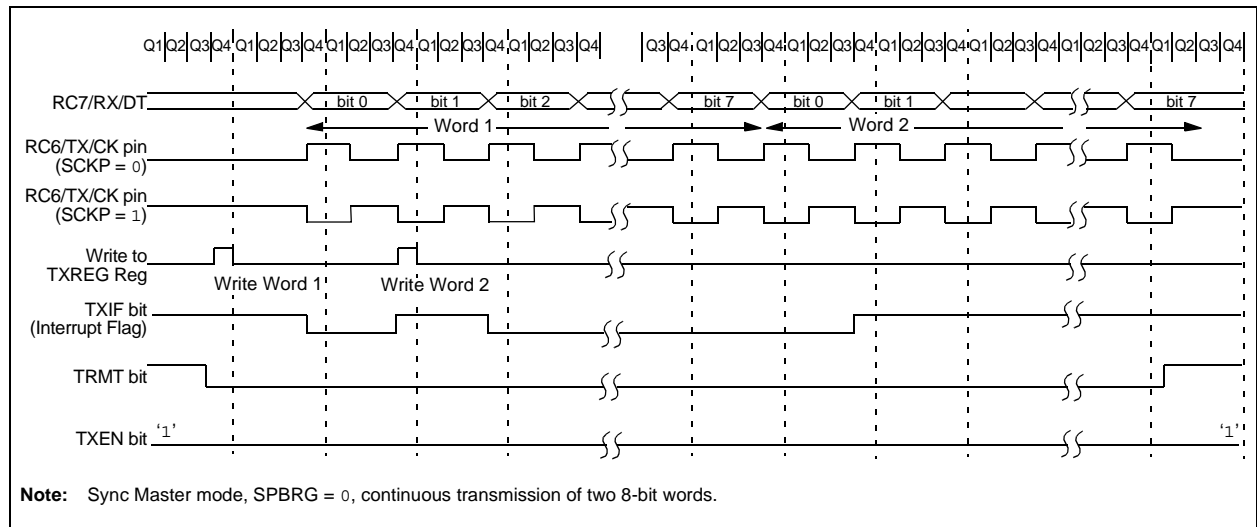 Q1 Q2 Q3 Q4 Q1 Q2 Q3 Q4 Q1 Q2 Q3 Q4 Q1 Q2 Q3 Q4 Q1 Q2 Q3 Q4 Q3 Q4 Q1 Q2 Q3 Q4 Q1 Q2 Q3 Q4 Q1 Q2 Q3 Q4 Q1 Q2 Q3 Q4 Q1 Q2 Q3 Q4 Q1 Q2 Q3 Q4
RC7/RX/DT bit 0 bit 1 bit 2 bit 7 bit 0 bit 1 bit 7
Word 1 Word 2
RC6/TX/CK pin
(SCKP = 0)
RC6/TX/CK pin
(SCKP = 1)
Write to
TXREG Reg
Write Word 1 Write Word 2
TXIF bit
(Interrupt Flag)
TRMT bit
TXEN bit '1' '1'
Note: Sync Master mode, SPBRG = 0, continuous transmission of two 8-bit words.